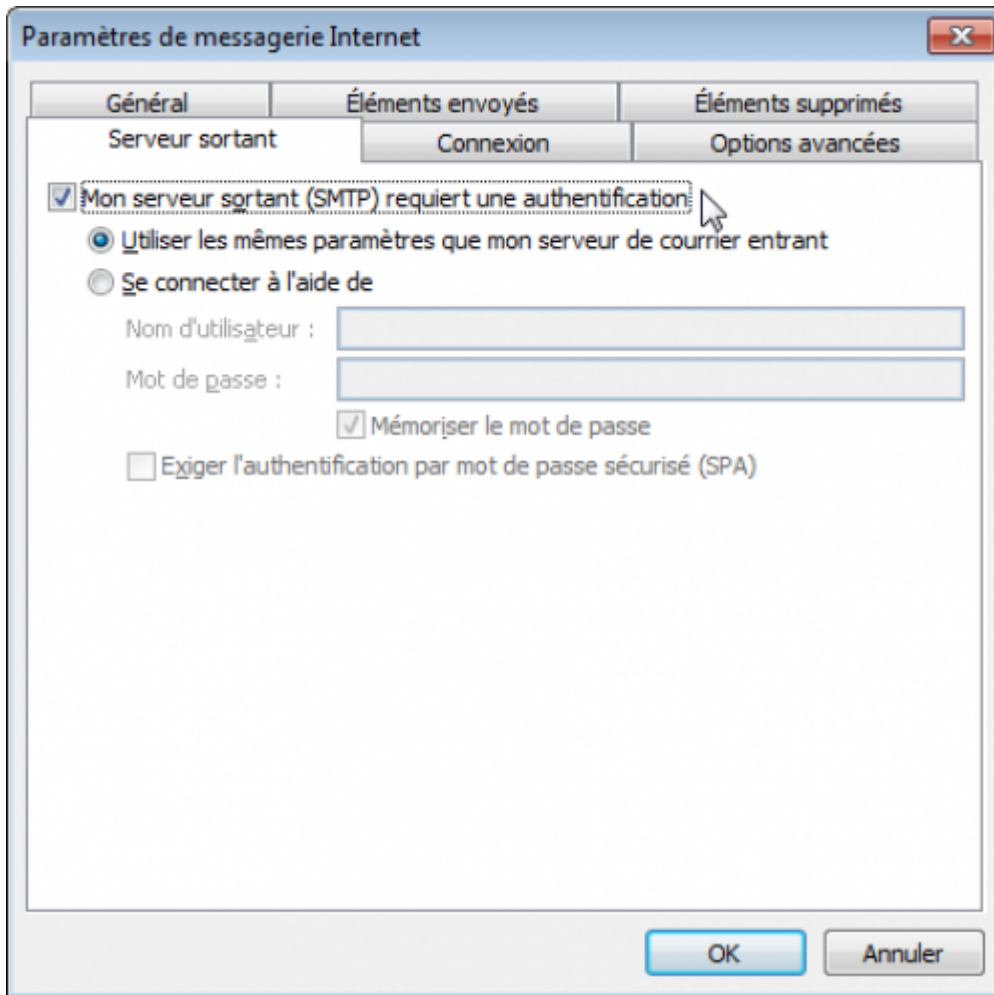 Paramètres de messagerie Internet
Général Éléments envoyés Éléments supprimés
Serveur sortant Connexion Options avancées
Mon serveur sortant (SMTP) requiert une authentification
Utiliser les mêmes paramètres que mon serveur de courrier entrant
Se connecter à l'aide de
Nom d'utilisateur :
Mot de passe :
Mémoriser le mot de passe
Exiger l'authentification par mot de passe sécurisé (SPA)
OK Annuler